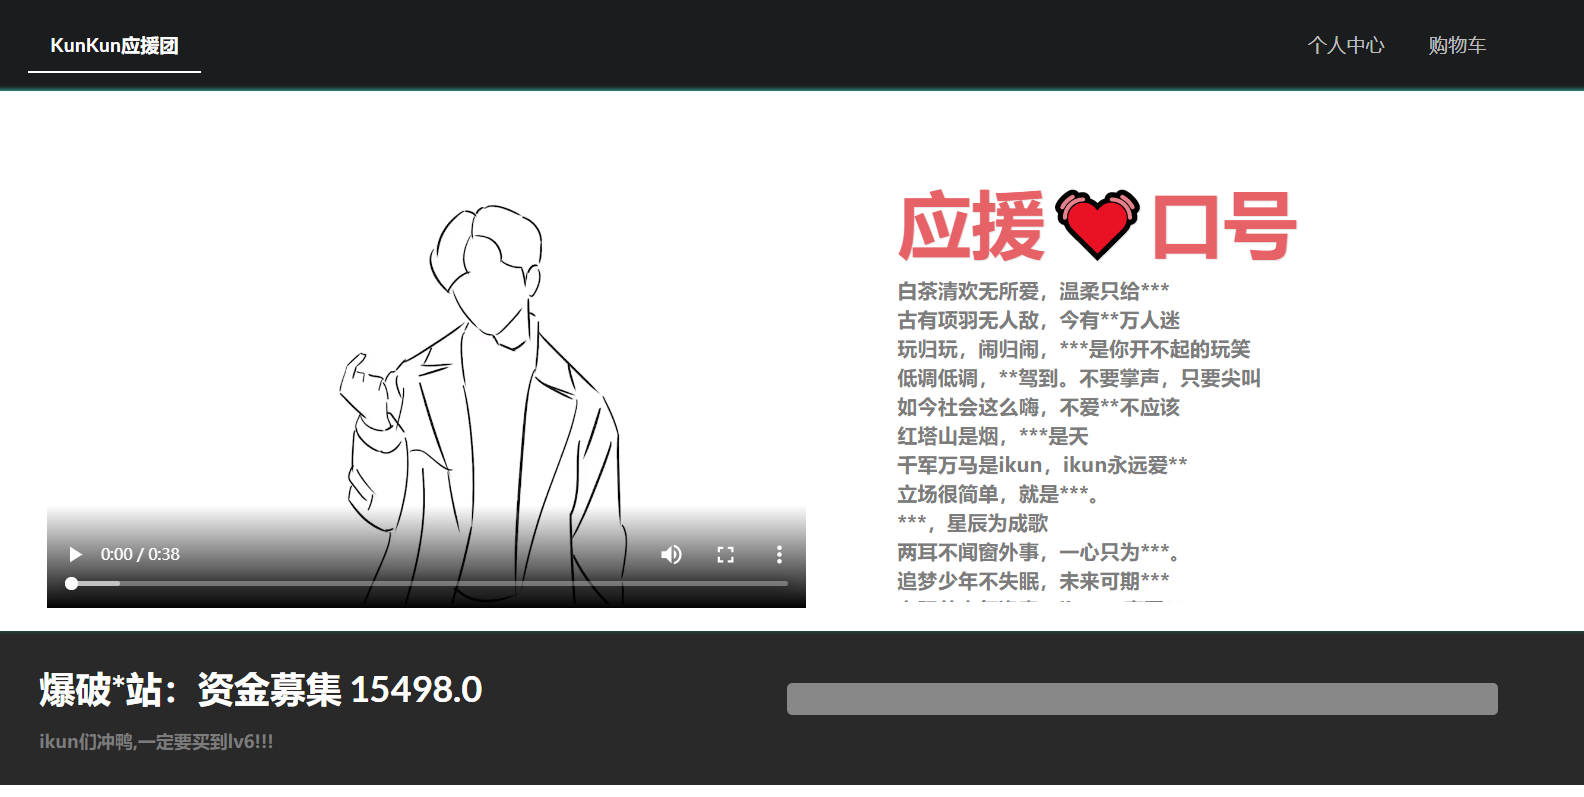 KunKun应援团
个人中心
购物车
应援 口号
白茶清欢无所爱，温柔只给***
古有项羽无人敌，今有**万人迷
玩归玩，闹归闹，***是你开不起的玩笑
低调低调，**驾到。不要掌声，只要尖叫
如今社会这么嗨，不爱**不应该
红塔山是烟，***是天
千军万马是ikun，ikun永远爱**
立场很简单，就是***。
***，星辰为成歌
两耳不闻窗外事，一心只为***。
追梦少年不失眠，未来可期***
0:00 / 0:38
爆破*站：资金募集 15498.0
ikun们冲鸭,一定要买到lv6!!!